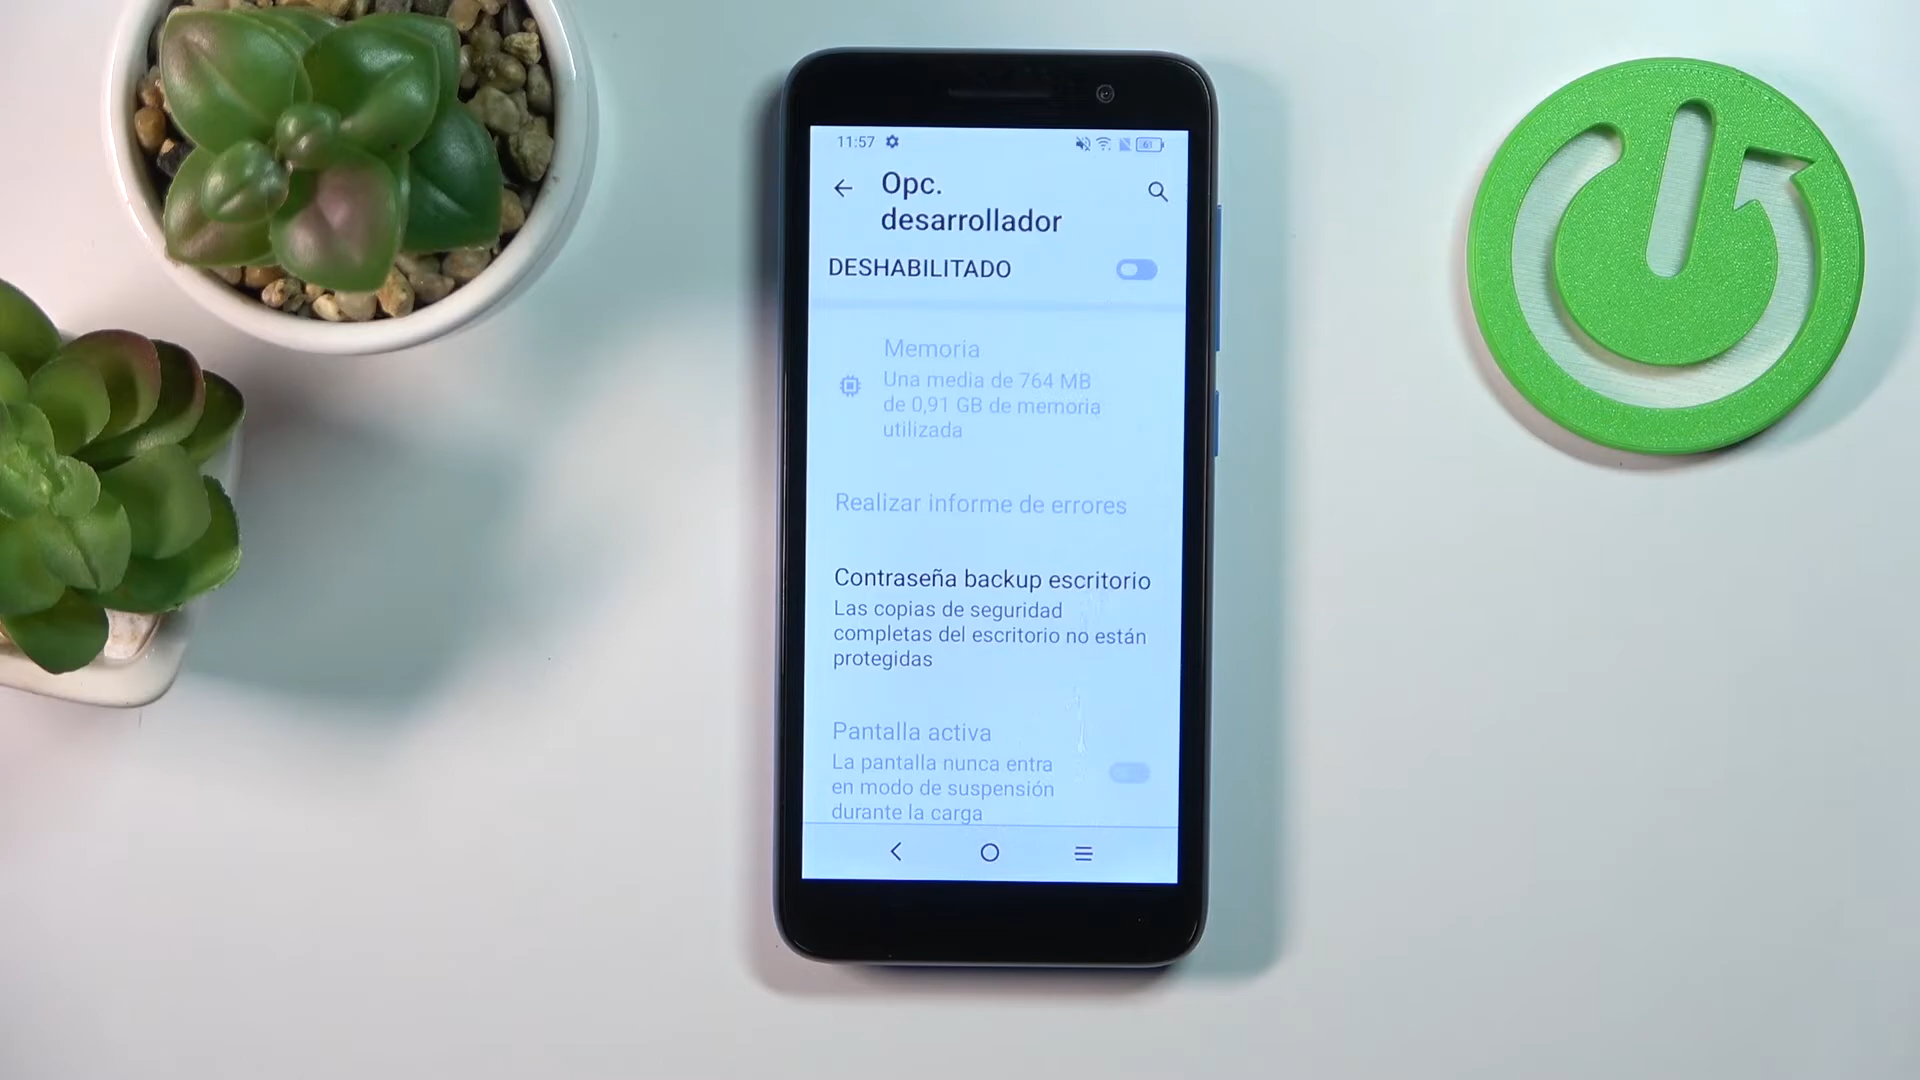 11:57
Opc.
desarrollador
DESHABILITADO
Memoria
Una media de 764 MB
de 0,91 GB de memoria
utilizada
Realizar informe de errores
Contraseña backup escritorio
Las copias de seguridad
completas del escritorio no están
protegidas
Pantalla activa
La pantalla nunca entra
en modo de suspensión
durante la carga